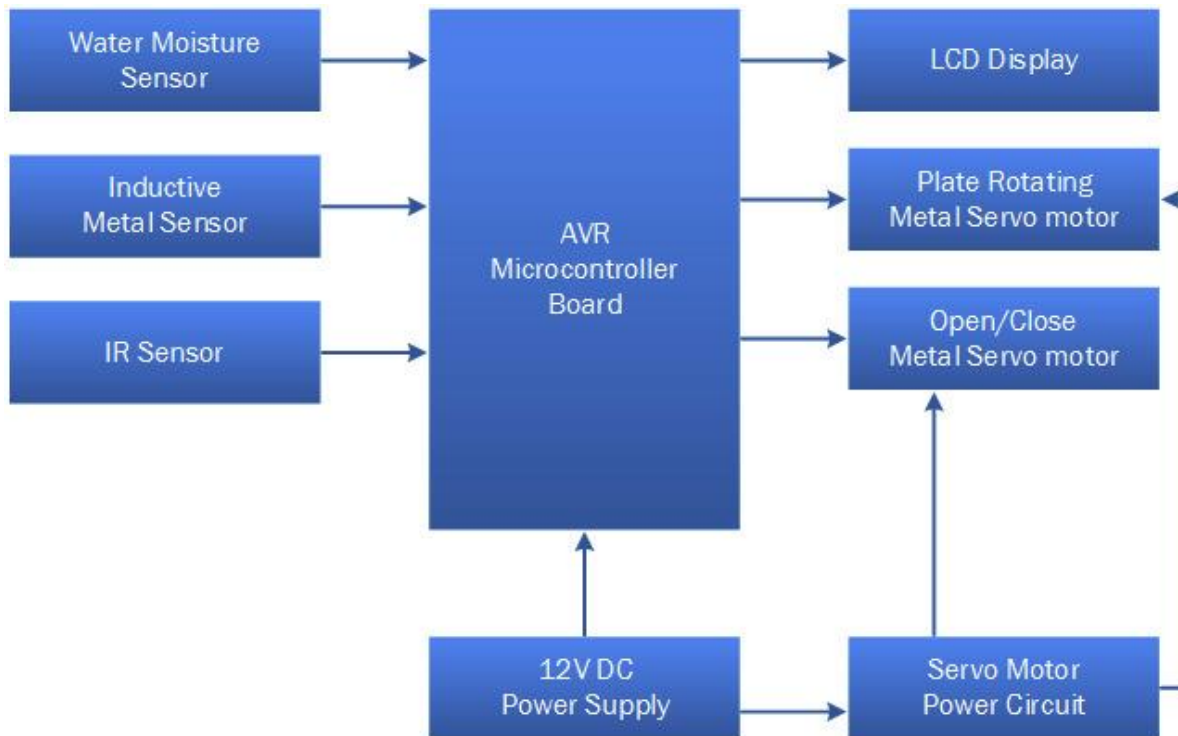 Water Moisture
Sensor
Inductive
Metal Sensor
IR Sensor
AVR
Microcontroller
Board
LCD Display
Plate Rotating
Metal Servo motor
Open/Close
Metal Servo motor
12V DC
Power Supply
Servo Motor
Power Circuit